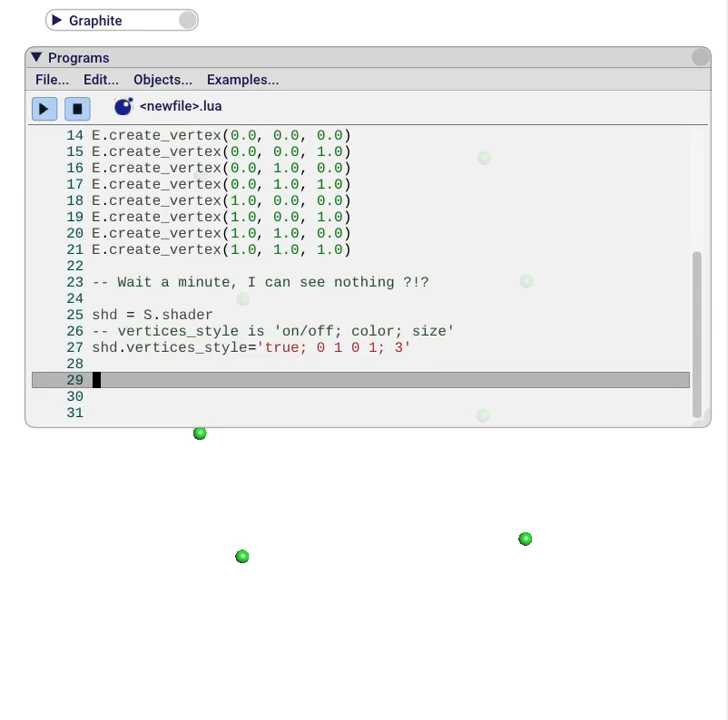 Graphite
Programs
File... Edit... Objects... Examples...
<newfile>.lua
14 E.create_vertex(0.0, 0.0, 0.0)
15 E.create_vertex(0.0, 0.0, 1.0)
16 E.create_vertex(0.0, 1.0, 0.0)
17 E.create_vertex(0.0, 1.0, 1.0)
18 E.create_vertex(1.0, 0.0, 0.0)
19 E.create_vertex(1.0, 0.0, 1.0)
20 E.create_vertex(1.0, 1.0, 0.0)
21 E.create_vertex(1.0, 1.0, 1.0)
22
23 -- Wait a minute, I can see nothing ?!?
24
25 shd = S.shader
26 -- vertices_style is 'on/off; color; size'
27 shd.vertices_style='true; 0 1 0 1; 3'
28
29
30
31